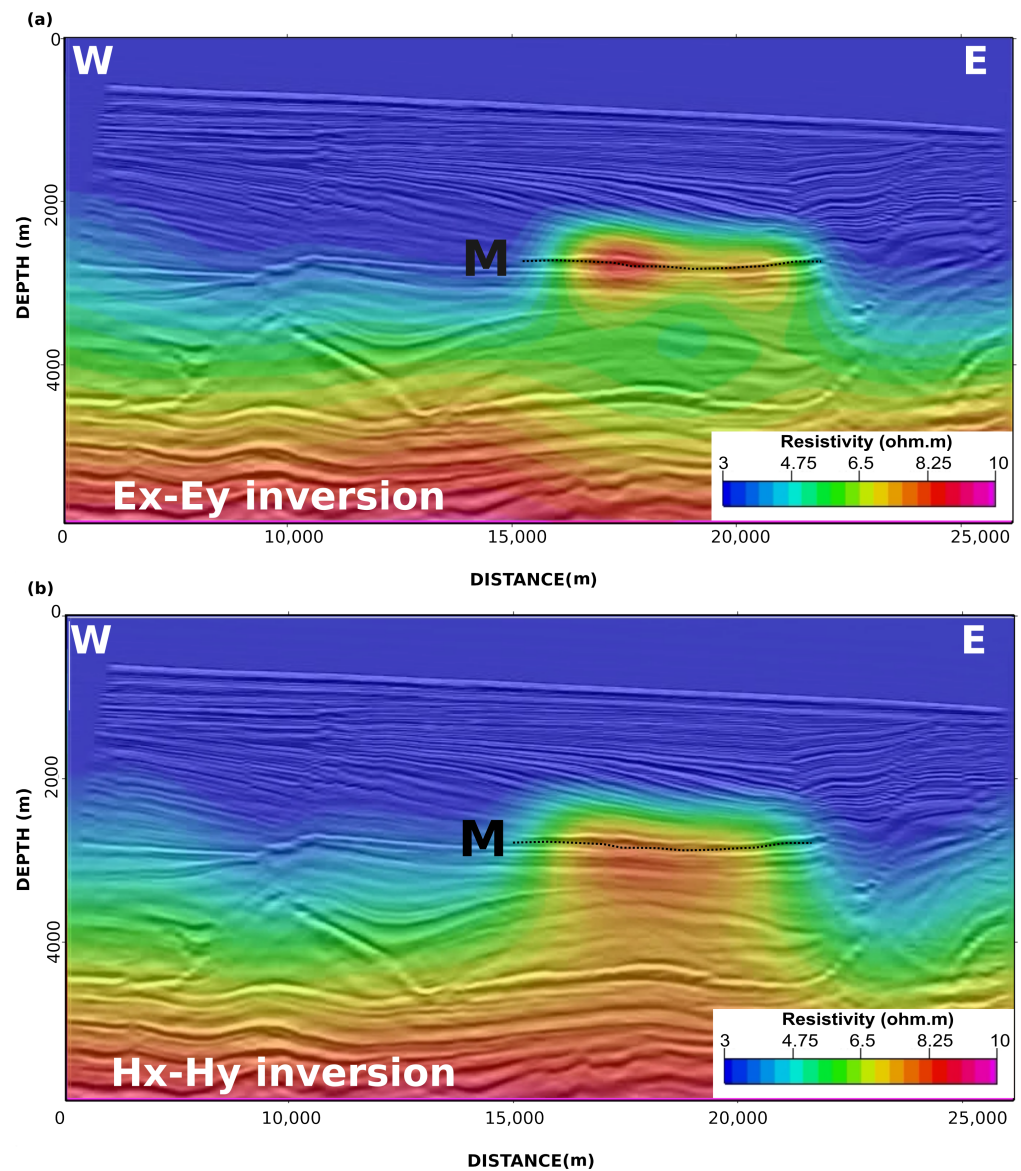 (a)
0
W
E
2000
M
DEPTH (m)
4000
Resistivity (ohm.m)
3 4.75 6.5 8.25 10
Ex-Ey inversion
0 10,000 15,000 20,000 25,000
DISTANCE(m)
(b)
0
W
E
2000
M
DEPTH (m)
4000
Resistivity (ohm.m)
3 4.75 6.5 8.25 10
Hx-Hy inversion
0 10,000 15,000 20,000 25,000
DISTANCE(m)